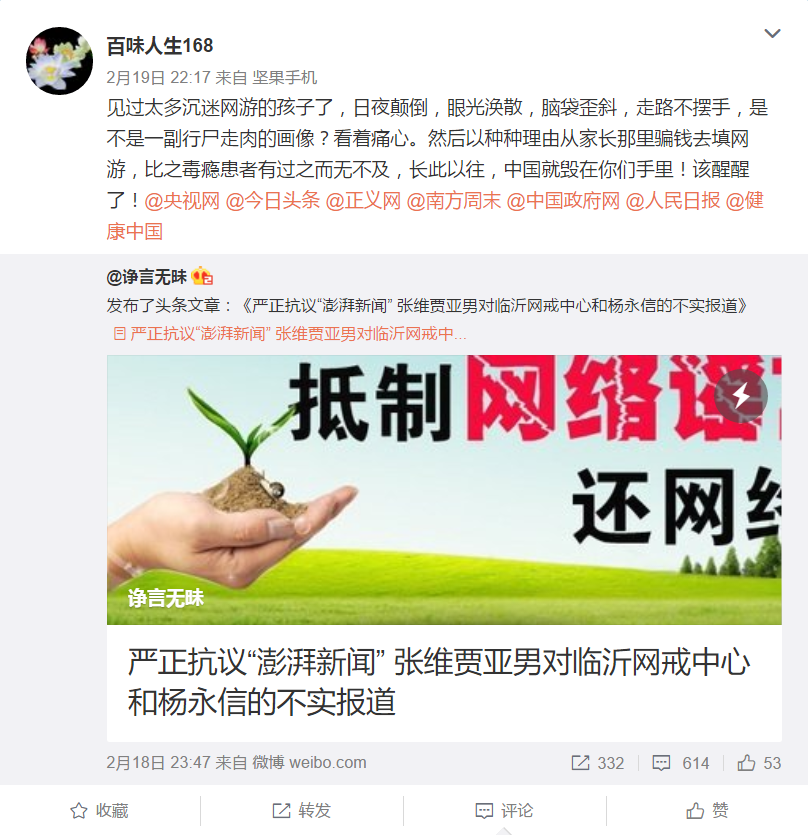 百味人生168
2月19日 22:17 来自 坚果手机
见过太多沉迷网游的孩子了，日夜颠倒，眼光涣散，脑袋歪斜，走路不摆手，是
不是一副行尸走肉的画像？看着痛心。然后以种种理由从家长那里骗钱去填网
游，比之毒瘾患者有过之而无不及，长此以往，中国就毁在你们手里！该醒醒
了！@央视网 @今日头条 @正义网 @南方周末 @中国政府网 @人民日报 @健
康中国
@诤言无昧
发布了头条文章：《严正抗议“澎湃新闻” 张维贾亚男对临沂网戒中心和杨永信的不实报道》
严正抗议“澎湃新闻” 张维贾亚男对临沂网戒中...
抵制网络谣言
还网络
诤言无昧
严正抗议“澎湃新闻” 张维贾亚男对临沂网戒中心
和杨永信的不实报道
2月18日 23:47 来自 微博 weibo.com 332 614 53
收藏 转发 评论 赞